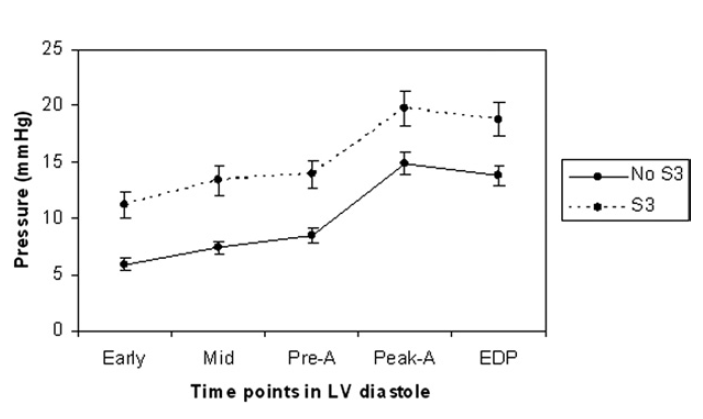 25
20
15
10
5
0
Pressure (mmHg)
Early Mid Pre-A Peak-A EDP
Time points in LV diastole
No S3
S3